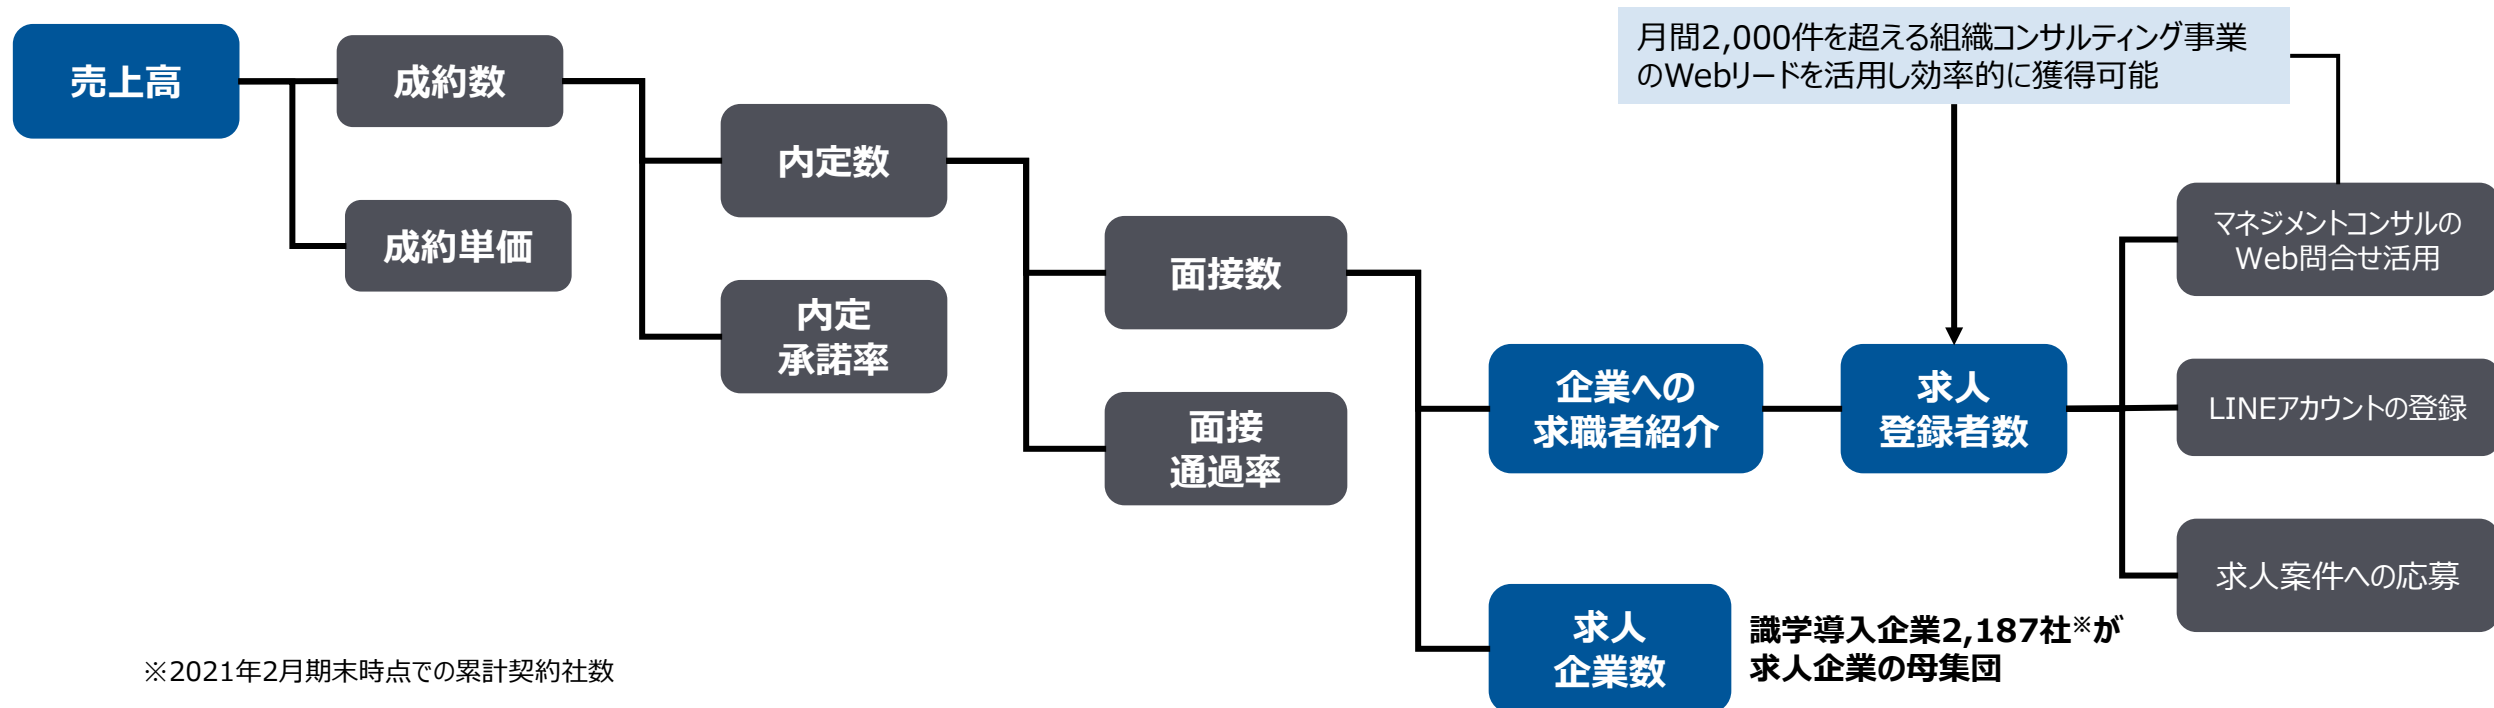 月間2,000件を超える組織コンサルティング事業
のWebリードを活用し効率的に獲得可能
売上高
成約数
成約単価
内定数
内定
承諾率
面接数
面接
通過率
企業への
求職者紹介
求人
登録者数
マネジメントコンサルの
Web問合せ活用
LINEアカウントの登録
求人案件への応募
求人
企業数
識学導入企業2,187社※が
求人企業の母集団
※2021年2月期末時点での累計契約社数